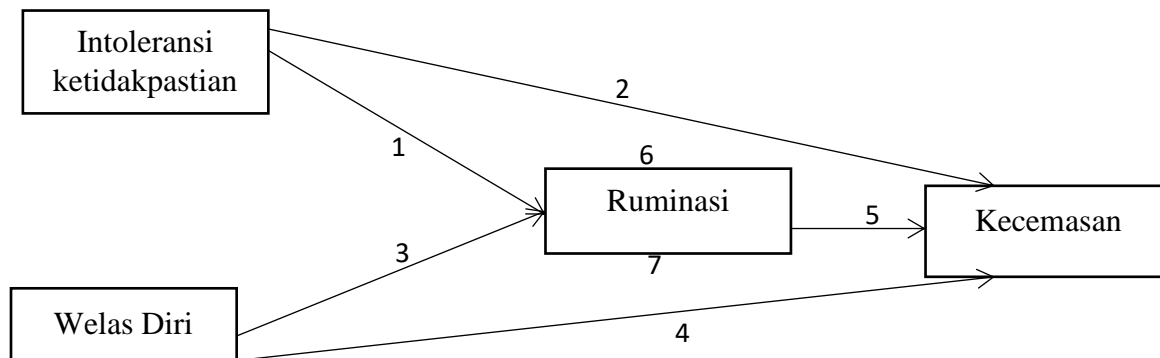 Intoleransi
ketidakpastian
2
1
6
Ruminasi
5
Kecemasan
3
7
Welas Diri
4